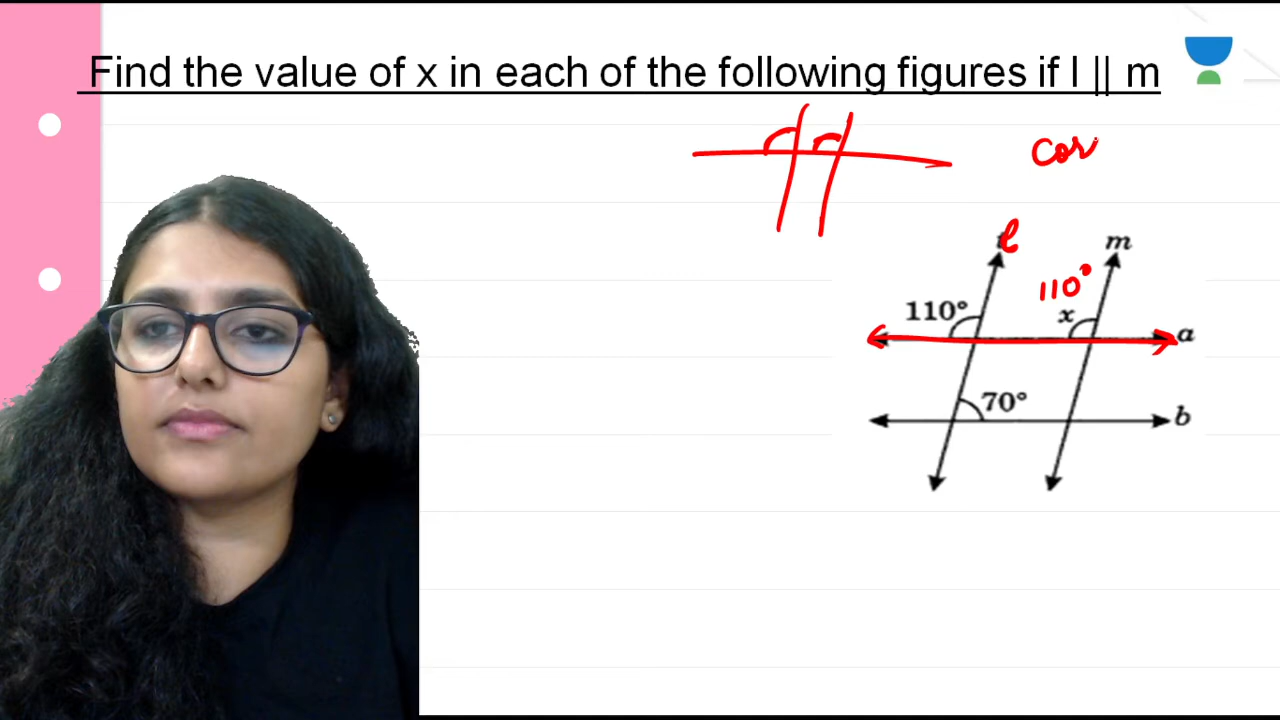 Find the value of x in each of the following figures if l || m
cor
l
m
110°
110°
x
a
70°
b